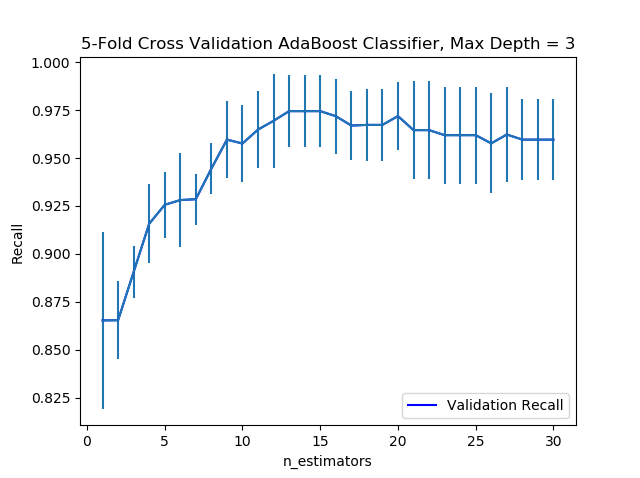 5-Fold Cross Validation AdaBoost Classifier, Max Depth = 3
1.000
0.975
0.950
0.925
0.900
0.875
0.850
0.825
Recall
Validation Recall
0 5 10 15 20 25 30
n_estimators